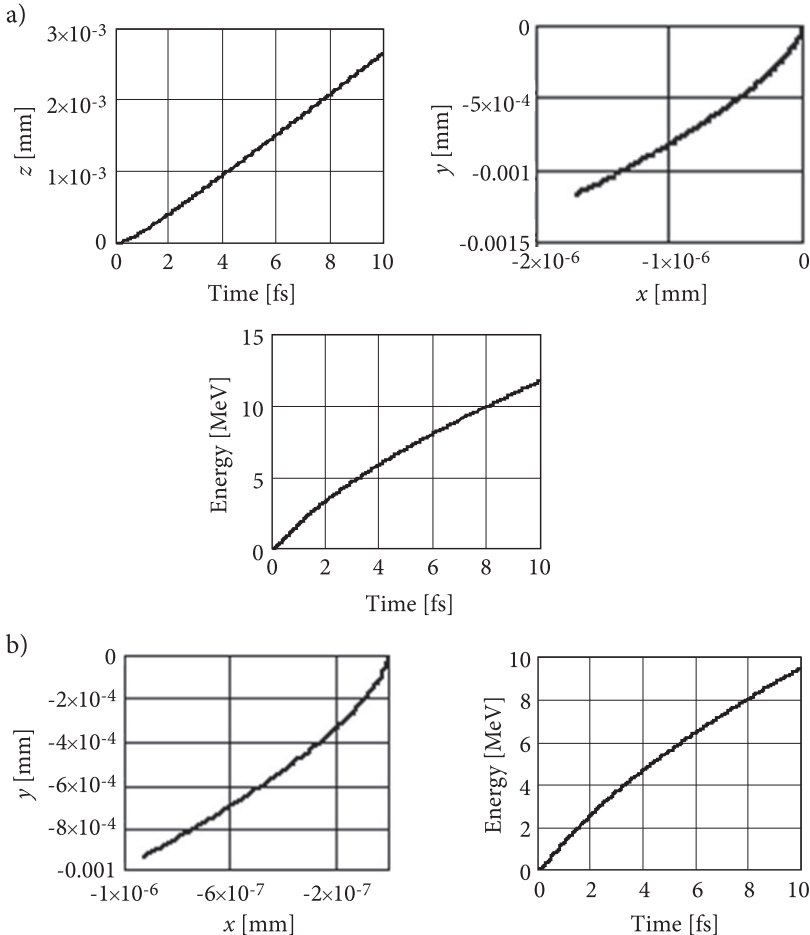 a)
3×10⁻³
2×10⁻³
1×10⁻³
0
z [mm]
0 2 4 6 8 10
Time [fs]
0
-5×10⁻⁴
-0.001
-0.0015
y [mm]
-2×10⁻⁶ -1×10⁻⁶ 0
x [mm]
15
10
5
0
Energy [MeV]
0 2 4 6 8 10
Time [fs]
b)
0
-2×10⁻⁴
-4×10⁻⁴
-6×10⁻⁴
-8×10⁻⁴
-0.001
y [mm]
-1×10⁻⁶ -6×10⁻⁷ -2×10⁻⁷
x [mm]
10
8
6
4
2
0
Energy [MeV]
0 2 4 6 8 10
Time [fs]